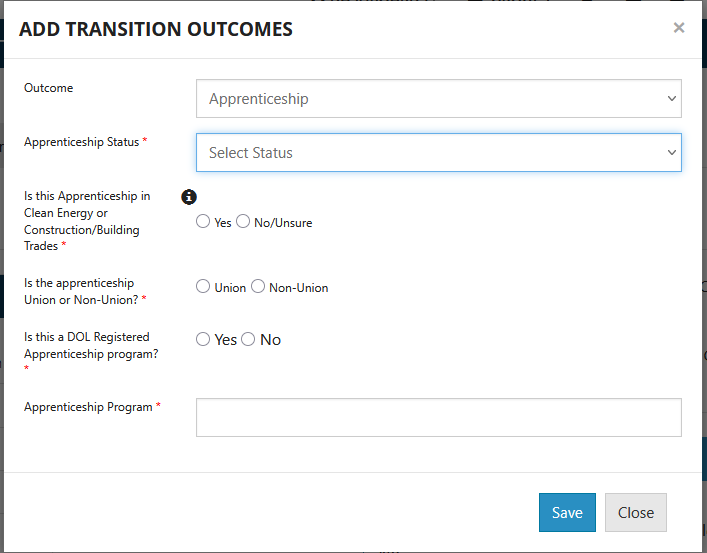 ADD TRANSITION OUTCOMES
×
Outcome
Apprenticeship
Apprenticeship Status *
Select Status
Is this Apprenticeship in
Clean Energy or
Construction/Building
Trades *
Yes No/Unsure
Is the apprenticeship
Union or Non-Union? *
Union Non-Union
Is this a DOL Registered
Apprenticeship program?
*
Yes No
Apprenticeship Program *
Save Close